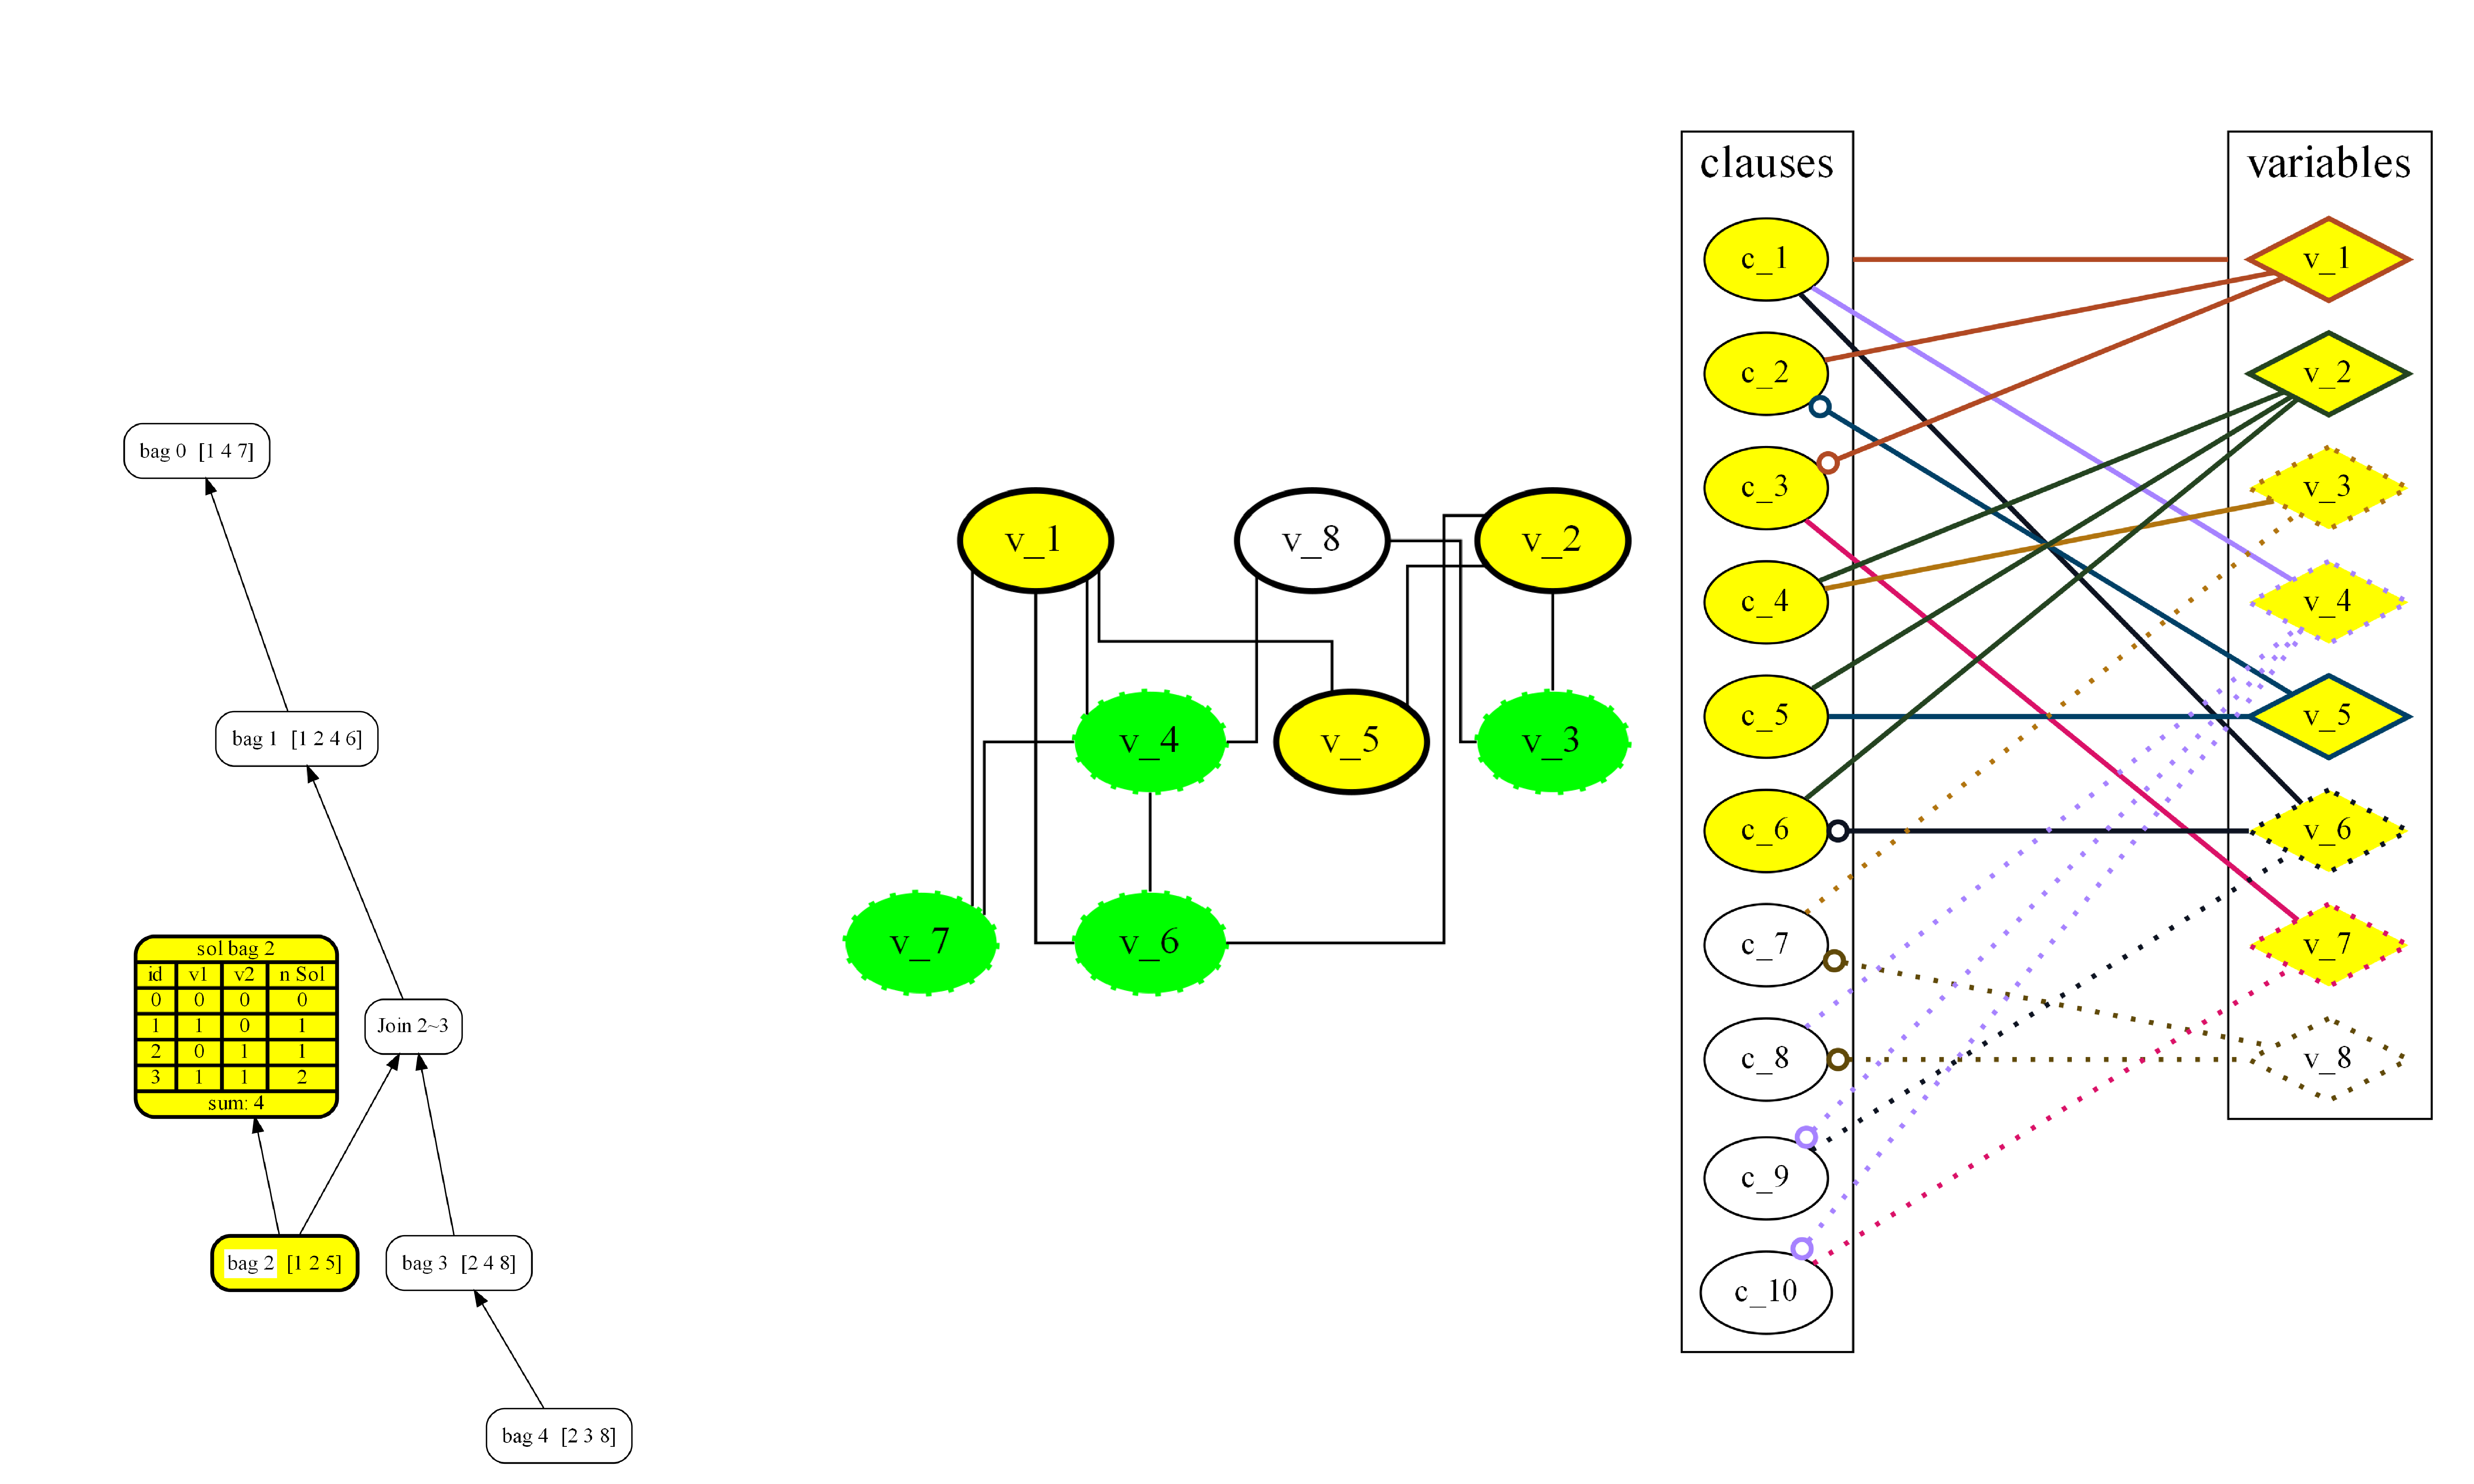 bag 0 [1 4 7]
bag 1 [1 2 4 6]
sol bag 2
id v1 v2 n Sol
0 0 0 0
1 1 0 1
2 0 1 1
3 1 1 2
sum: 4
Join 2~3
bag 2 [1 2 5]
bag 3 [2 4 8]
bag 4 [2 3 8]
v_1
v_8
v_2
v_4
v_5
v_3
v_7
v_6
clauses
c_1
c_2
c_3
c_4
c_5
c_6
c_7
c_8
c_9
c_10
variables
v_1
v_2
v_3
v_4
v_5
v_6
v_7
v_8